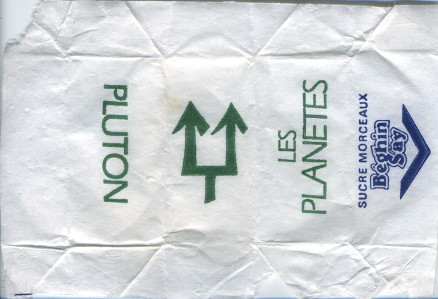 PLUTON
LES
PLANETES
SUCRE MORCEAUX
Béghin
Say